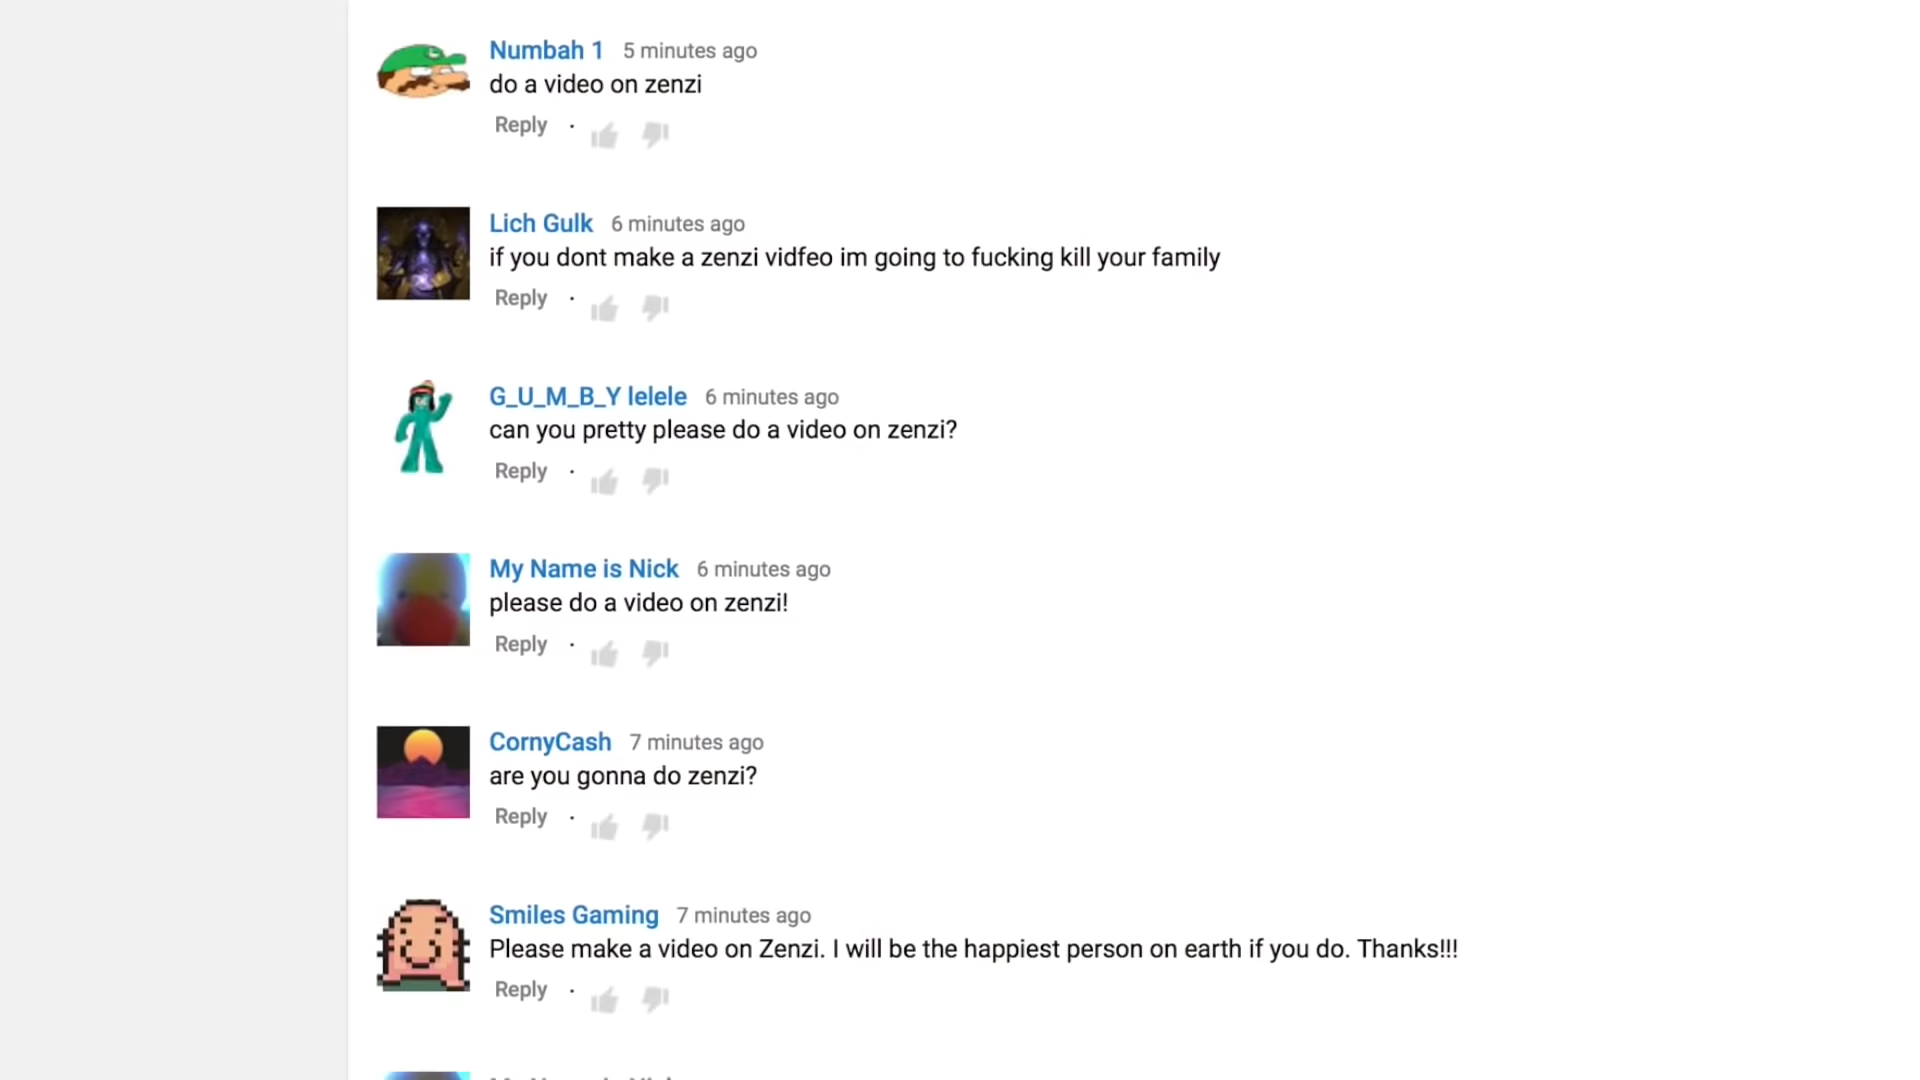 Numbah 1 5 minutes ago
do a video on zenzi
Reply ·
Lich Gulk 6 minutes ago
if you dont make a zenzi vidfeo im going to fucking kill your family
Reply ·
G_U_M_B_Y lelele 6 minutes ago
can you pretty please do a video on zenzi?
Reply ·
My Name is Nick 6 minutes ago
please do a video on zenzi!
Reply ·
CornyCash 7 minutes ago
are you gonna do zenzi?
Reply ·
Smiles Gaming 7 minutes ago
Please make a video on Zenzi. I will be the happiest person on earth if you do. Thanks!!!
Reply ·